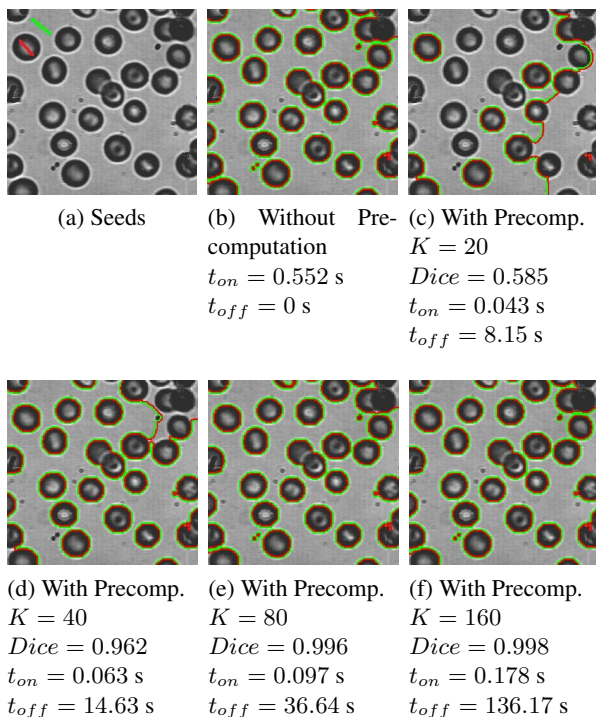 (a) Seeds
(b) Without Pre-
computation
t_on = 0.552 s
t_off = 0 s
(c) With Precomp.
K = 20
Dice = 0.585
t_on = 0.043 s
t_off = 8.15 s
(d) With Precomp.
K = 40
Dice = 0.962
t_on = 0.063 s
t_off = 14.63 s
(e) With Precomp.
K = 80
Dice = 0.996
t_on = 0.097 s
t_off = 36.64 s
(f) With Precomp.
K = 160
Dice = 0.998
t_on = 0.178 s
t_off = 136.17 s